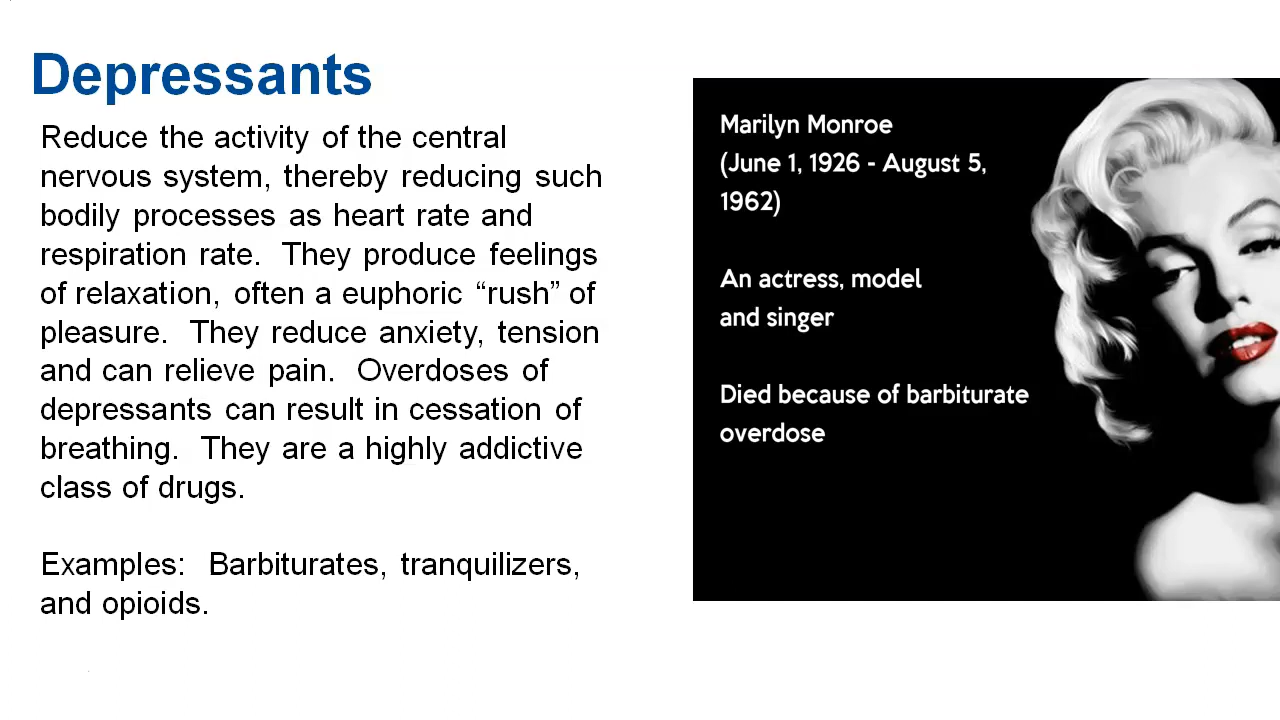 Depressants
Reduce the activity of the central
nervous system, thereby reducing such
bodily processes as heart rate and
respiration rate.  They produce feelings
of relaxation, often a euphoric “rush” of
pleasure.  They reduce anxiety, tension
and can relieve pain.  Overdoses of
depressants can result in cessation of
breathing.  They are a highly addictive
class of drugs.
Examples:  Barbiturates, tranquilizers,
and opioids.
Marilyn Monroe
(June 1, 1926 - August 5,
1962)
An actress, model
and singer
Died because of barbiturate
overdose